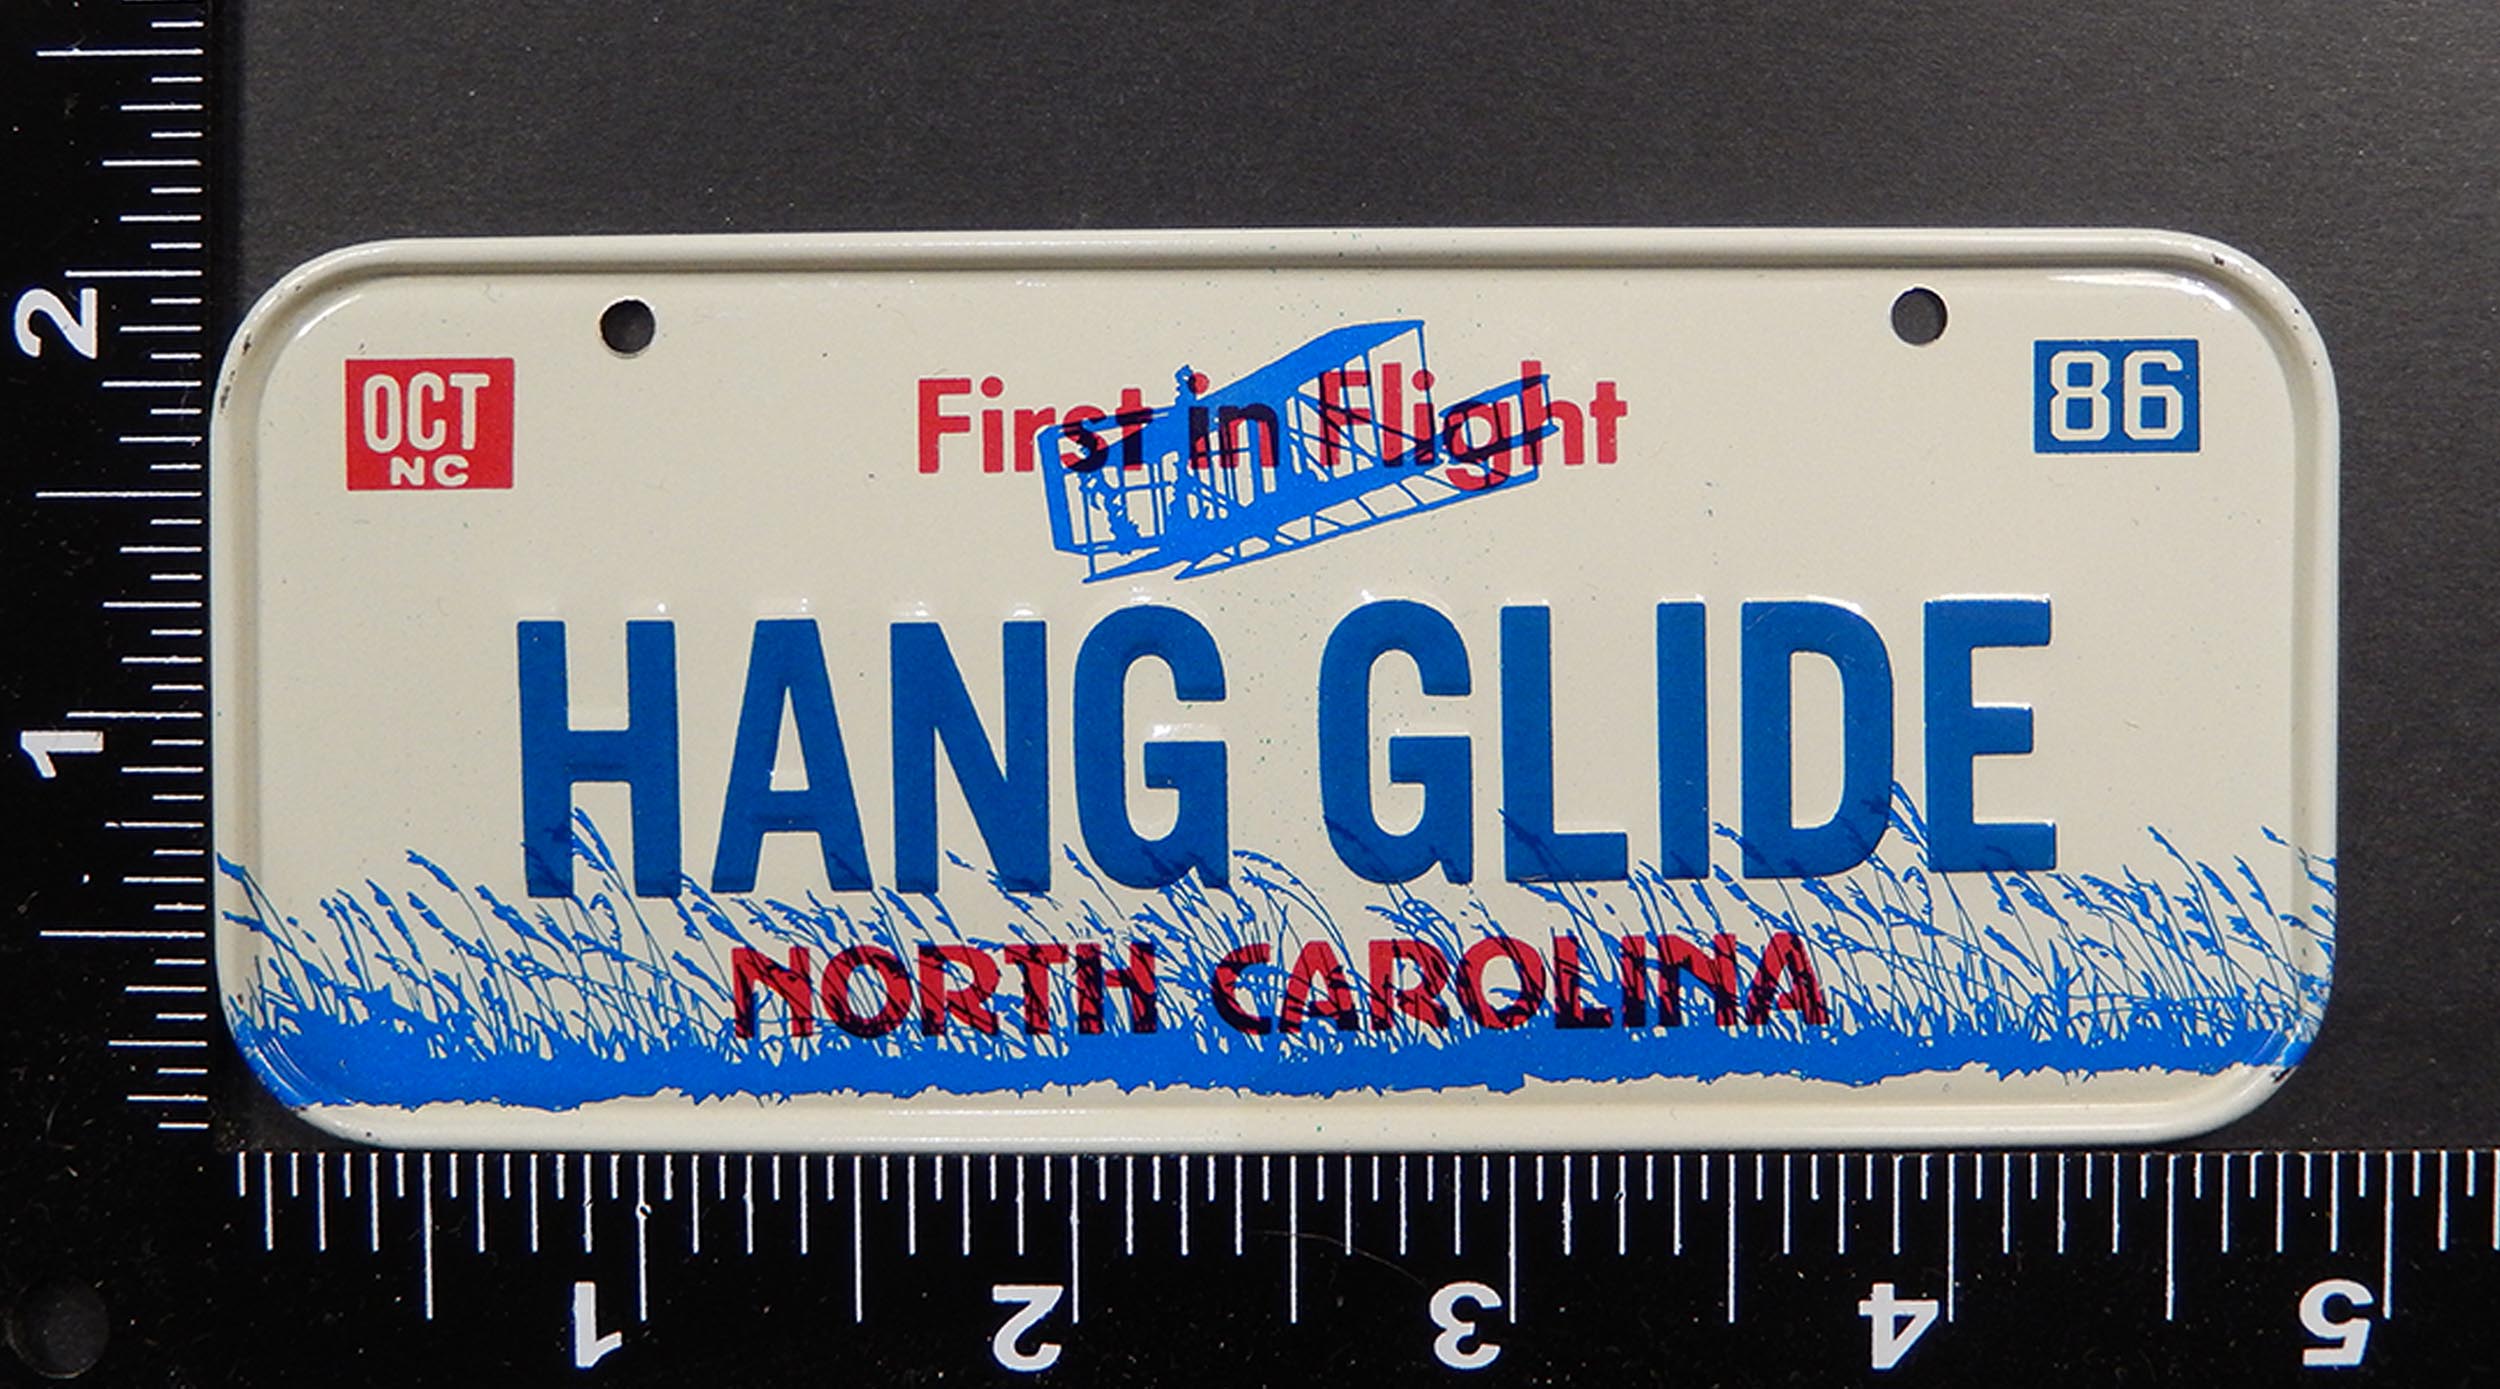 OCT
NC
First in Flight
86
HANG GLIDE
NORTH CAROLINA
2
1
1 2 3 4 5